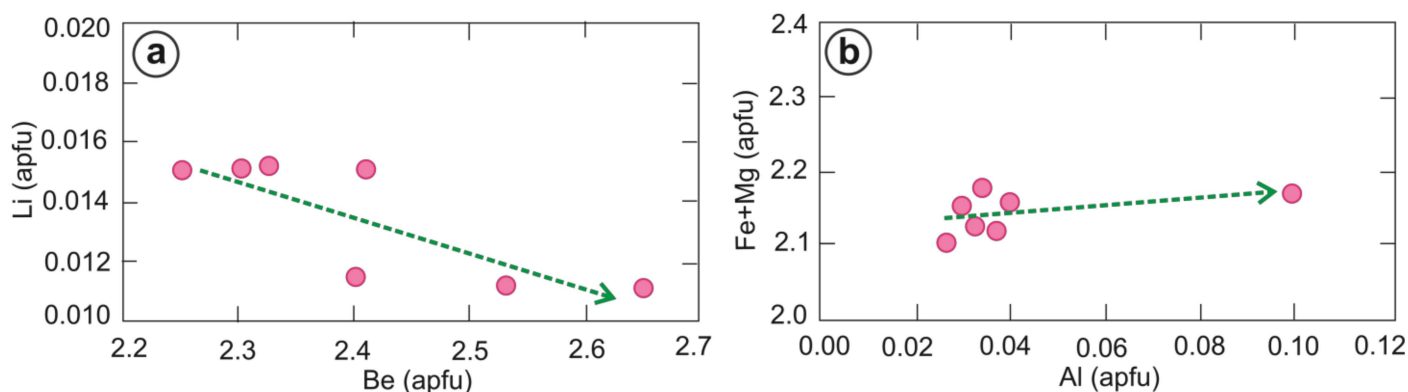 a
0.020
0.018
0.016
0.014
0.012
0.010
Li (apfu)
2.2 2.3 2.4 2.5 2.6 2.7
Be (apfu)
b
2.4
2.3
2.2
2.1
2.0
Fe+Mg (apfu)
0.00 0.02 0.04 0.06 0.08 0.10 0.12
Al (apfu)